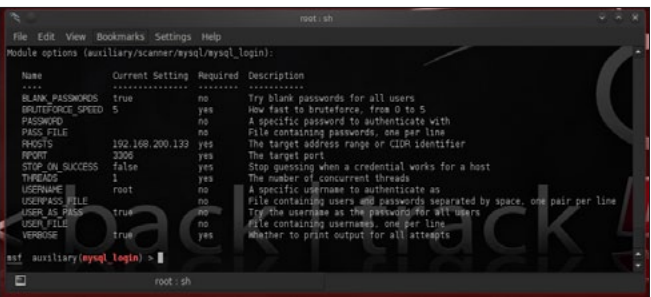 root : sh
File Edit View Bookmarks Settings Help
Module options (auxiliary/scanner/mysql/mysql_login):
Name Current Setting Required Description
---- --------------- -------- -----------
BLANK_PASSWORDS true no Try blank passwords for all users
BRUTEFORCE_SPEED 5 yes How fast to bruteforce, from 0 to 5
PASSWORD no A specific password to authenticate with
PASS_FILE no File containing passwords, one per line
RHOSTS 192.168.200.133 yes The target address range or CIDR identifier
RPORT 3306 yes The target port
STOP_ON_SUCCESS false yes Stop guessing when a credential works for a host
THREADS 1 yes The number of concurrent threads
USERNAME root no A specific username to authenticate as
USERPASS_FILE no File containing users and passwords separated by space, one pair per line
USER_AS_PASS true no Try the username as the password for all users
USER_FILE no File containing usernames, one per line
VERBOSE true yes Whether to print output for all attempts
back | track 5
msf auxiliary(mysql_login) >
root : sh